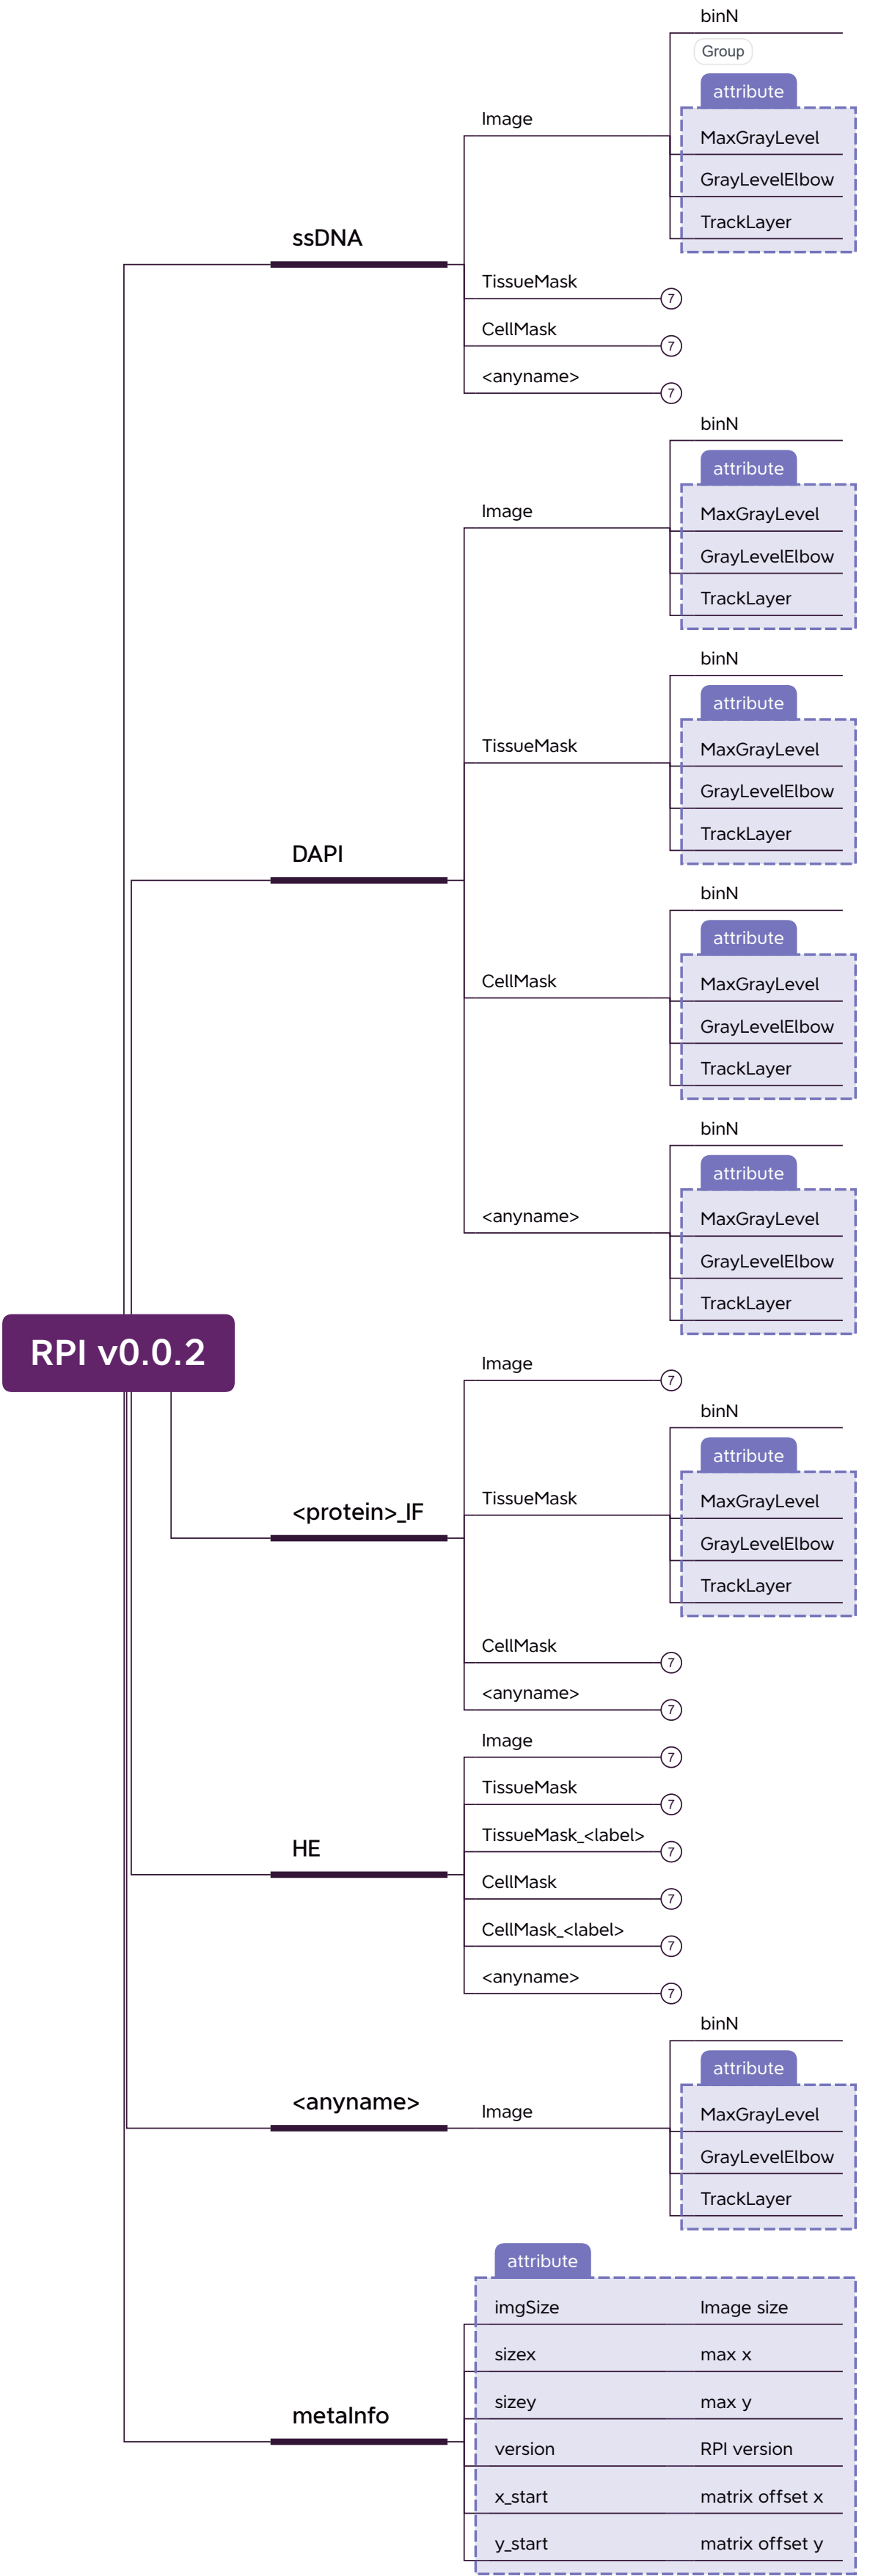 binN
Group
attribute
Image
MaxGrayLevel
GrayLevelElbow
TrackLayer
ssDNA
TissueMask
7
CellMask
7
<anyname>
7
binN
attribute
Image
MaxGrayLevel
GrayLevelElbow
TrackLayer
binN
attribute
TissueMask
MaxGrayLevel
GrayLevelElbow
TrackLayer
DAPI
binN
attribute
CellMask
MaxGrayLevel
GrayLevelElbow
TrackLayer
binN
attribute
<anyname>
MaxGrayLevel
GrayLevelElbow
TrackLayer
RPI v0.0.2
Image
7
binN
attribute
TissueMask
MaxGrayLevel
<protein>_IF
GrayLevelElbow
TrackLayer
CellMask
7
<anyname>
7
Image
7
TissueMask
7
TissueMask_<label>
7
HE
CellMask
7
CellMask_<label>
7
<anyname>
7
binN
attribute
<anyname>
Image
MaxGrayLevel
GrayLevelElbow
TrackLayer
attribute
imgSize Image size
sizex max x
sizey max y
metaInfo
version RPI version
x_start matrix offset x
y_start matrix offset y